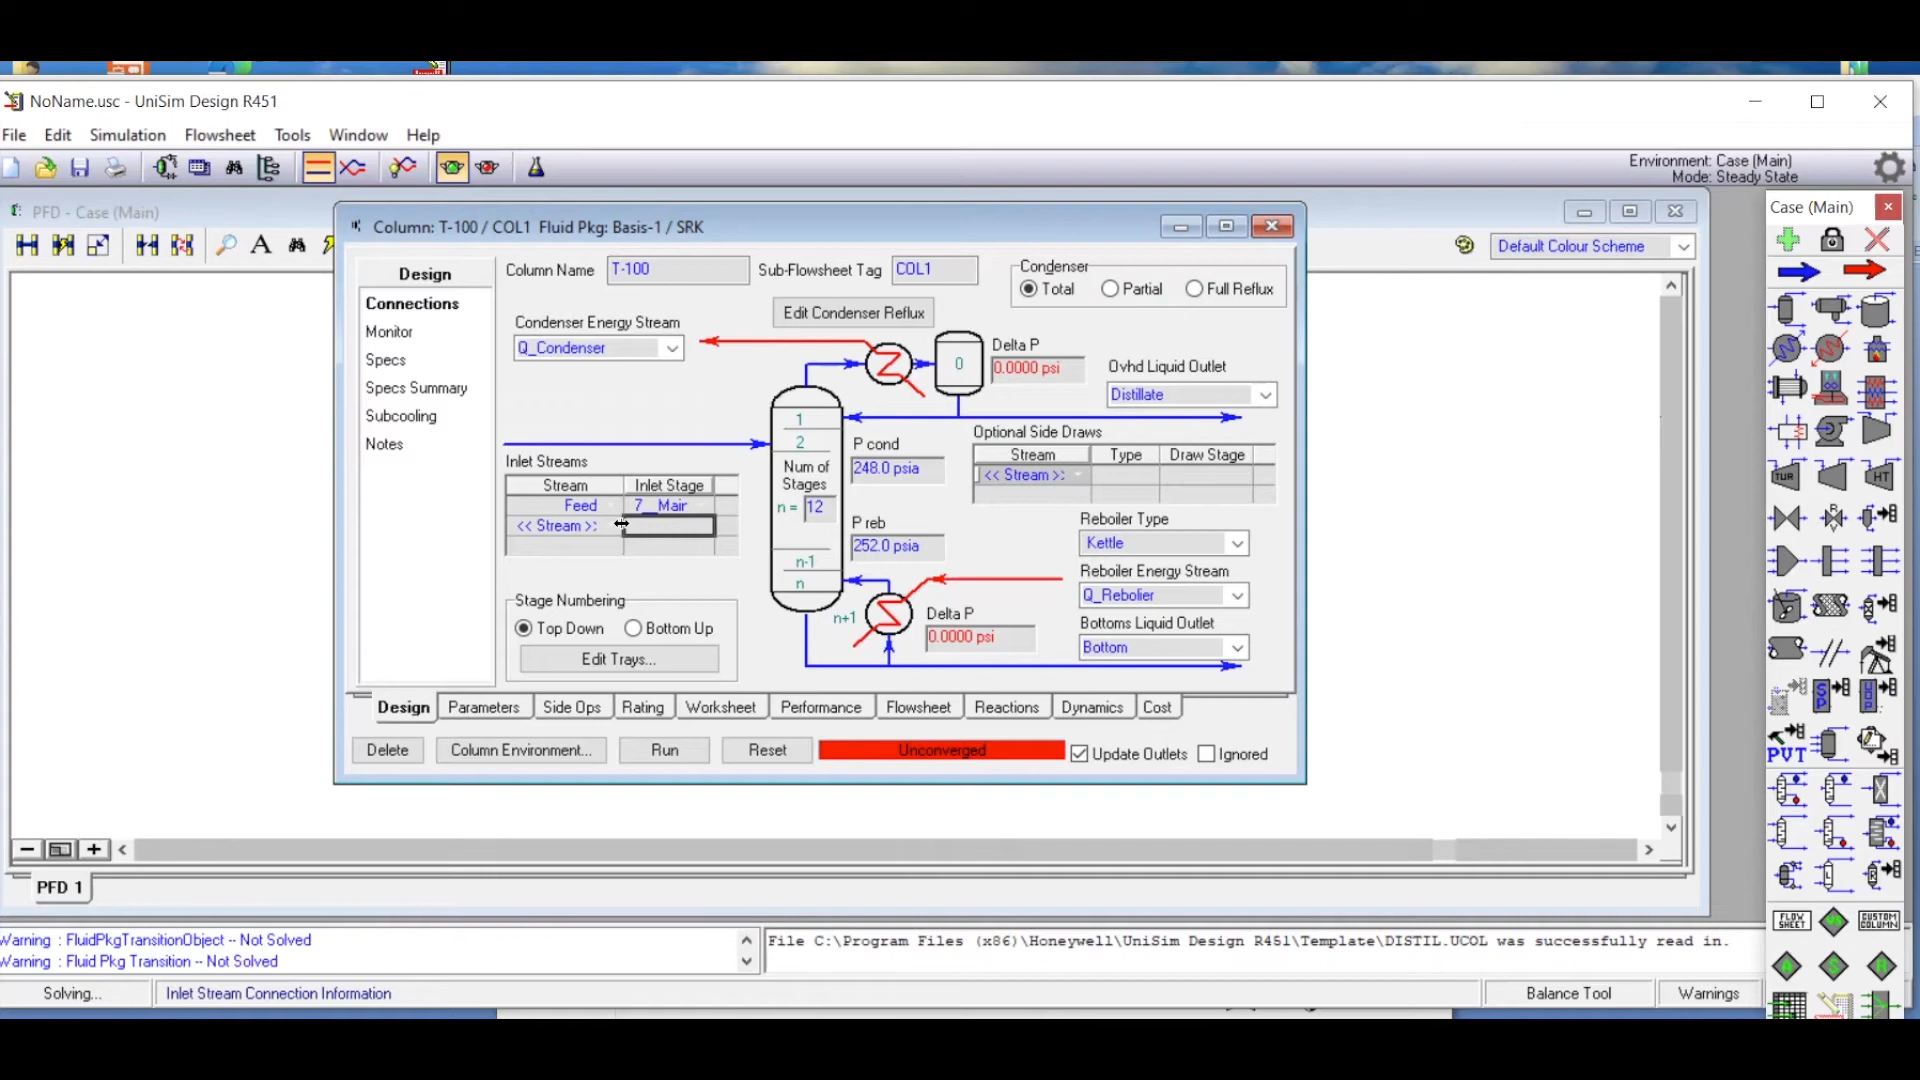 NoName.usc - UniSim Design R451
File Edit Simulation Flowsheet Tools Window Help
Environment: Case (Main)
Mode: Steady State
PFD - Case (Main)
A
Default Colour Scheme
Case (Main)
Column: T-100 / COL1 Fluid Pkg: Basis-1 / SRK
Design
Connections
Monitor
Specs
Specs Summary
Subcooling
Notes
Column Name T-100 Sub-Flowsheet Tag COL1
Condenser
Total Partial Full Reflux
Edit Condenser Reflux
Condenser Energy Stream
Q_Condenser
0
Delta P
0.0000 psi
Ovhd Liquid Outlet
Distillate
1
2
Num of
Stages
n = 12
n-1
n
n+1
P cond
248.0 psia
P reb
252.0 psia
Optional Side Draws
Stream Type Draw Stage
<< Stream >:
Inlet Streams
Stream Inlet Stage
Feed 7__Mair
<< Stream >:
Reboiler Type
Kettle
Reboiler Energy Stream
Q_Rebolier
Bottoms Liquid Outlet
Bottom
Delta P
0.0000 psi
Stage Numbering
Top Down Bottom Up
Edit Trays...
Design Parameters Side Ops Rating Worksheet Performance Flowsheet Reactions Dynamics Cost
Delete Column Environment... Run Reset Unconverged Update Outlets Ignored
TUR
HT
PVT
FLOW
SHEET
CUSTOM
COLUMN
PFD 1
Warning : FluidPkgTransitionObject -- Not Solved
Warning : Fluid Pkg Transition -- Not Solved
File C:\Program Files (x86)\Honeywell\UniSim Design R451\Template\DISTIL.UCOL was successfully read in.
Solving... Inlet Stream Connection Information Balance Tool Warnings